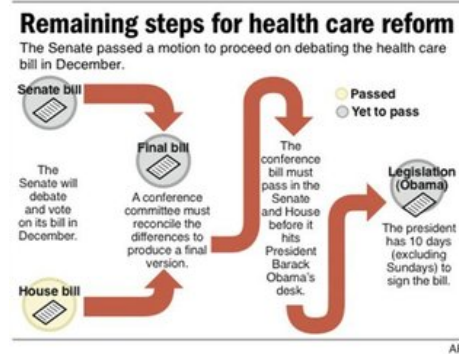 Remaining steps for health care reform
The Senate passed a motion to proceed on debating the health care
bill in December.
Senate bill
Passed
Yet to pass
Final bill
The
Senate will
debate
and vote
on its bill in
December.
A conference
committee must
reconcile the
differences to
produce a final
version.
The
conference
bill must
pass in the
Senate
and House
before it
hits
President
Barack
Obama's
desk.
Legislation
(Obama)
The president
has 10 days
(excluding
Sundays) to
sign the bill.
House bill